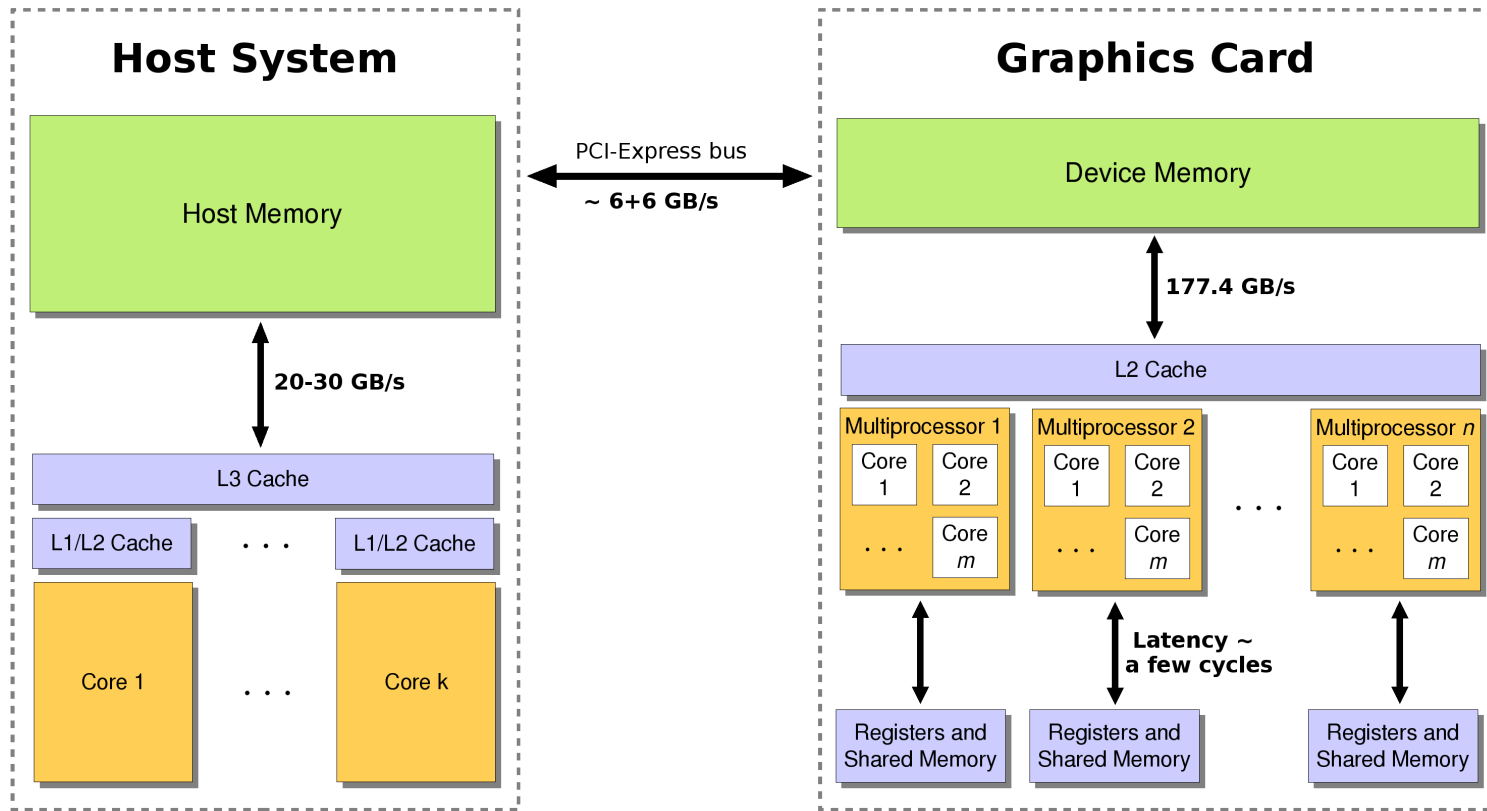 Host System
Host Memory
20-30 GB/s
L3 Cache
L1/L2 Cache
. . .
L1/L2 Cache
Core 1
. . .
Core k
PCI-Express bus
~ 6+6 GB/s
Graphics Card
Device Memory
177.4 GB/s
L2 Cache
Multiprocessor 1
Core
1
Core
2
. . .
Core
m
Multiprocessor 2
Core
1
Core
2
. . .
Core
m
. . .
Multiprocessor n
Core
1
Core
2
. . .
Core
m
Latency ~
a few cycles
Registers and
Shared Memory
Registers and
Shared Memory
Registers and
Shared Memory